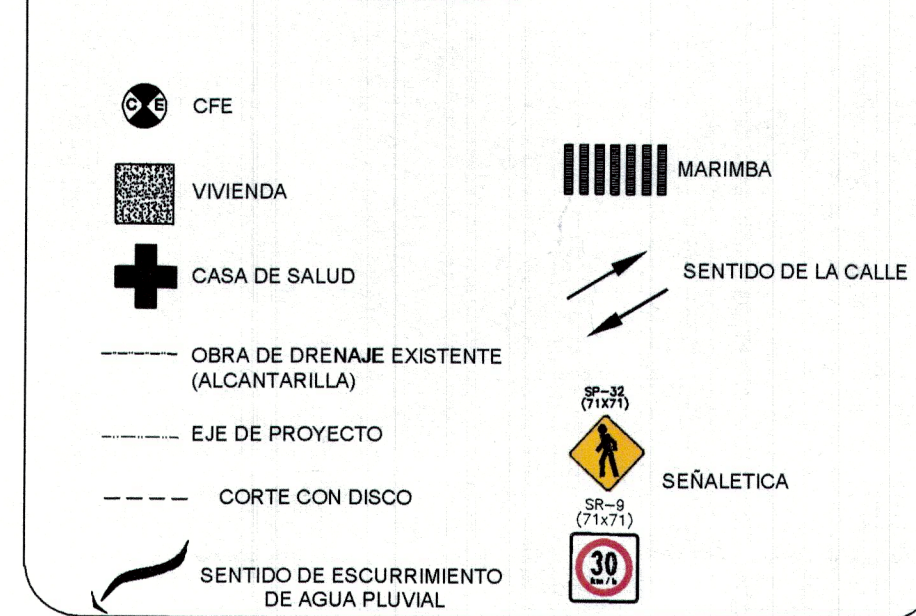 C E CFE
VIVIENDA
CASA DE SALUD
OBRA DE DRENAJE EXISTENTE
(ALCANTARILLA)
EJE DE PROYECTO
CORTE CON DISCO
SENTIDO DE ESCURRIMIENTO
DE AGUA PLUVIAL
MARIMBA
SENTIDO DE LA CALLE
SP-32
(71X71)
SEÑALETICA
SR-9
(71x71)
30
km / h